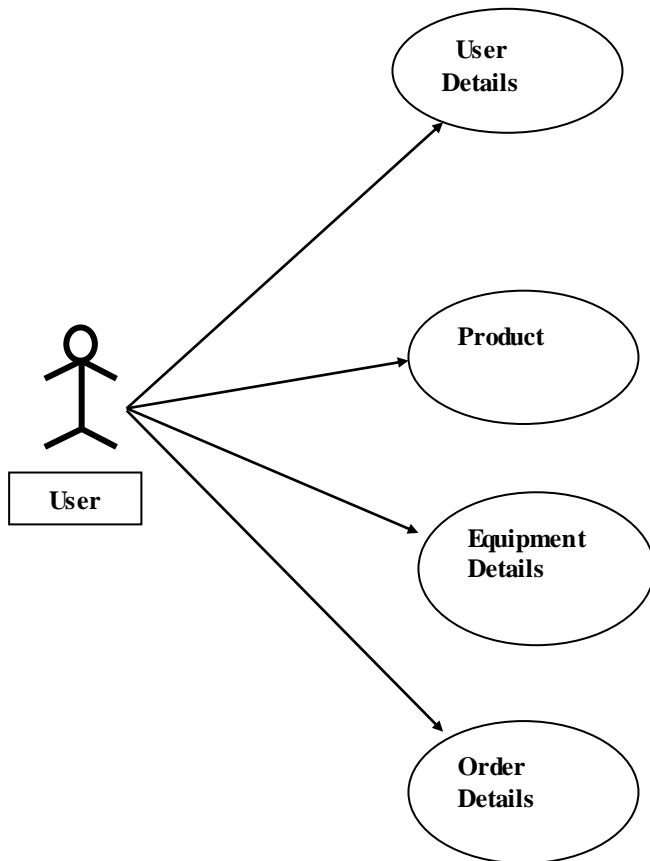 User
Details
Product
User
Equipment
Details
Order
Details